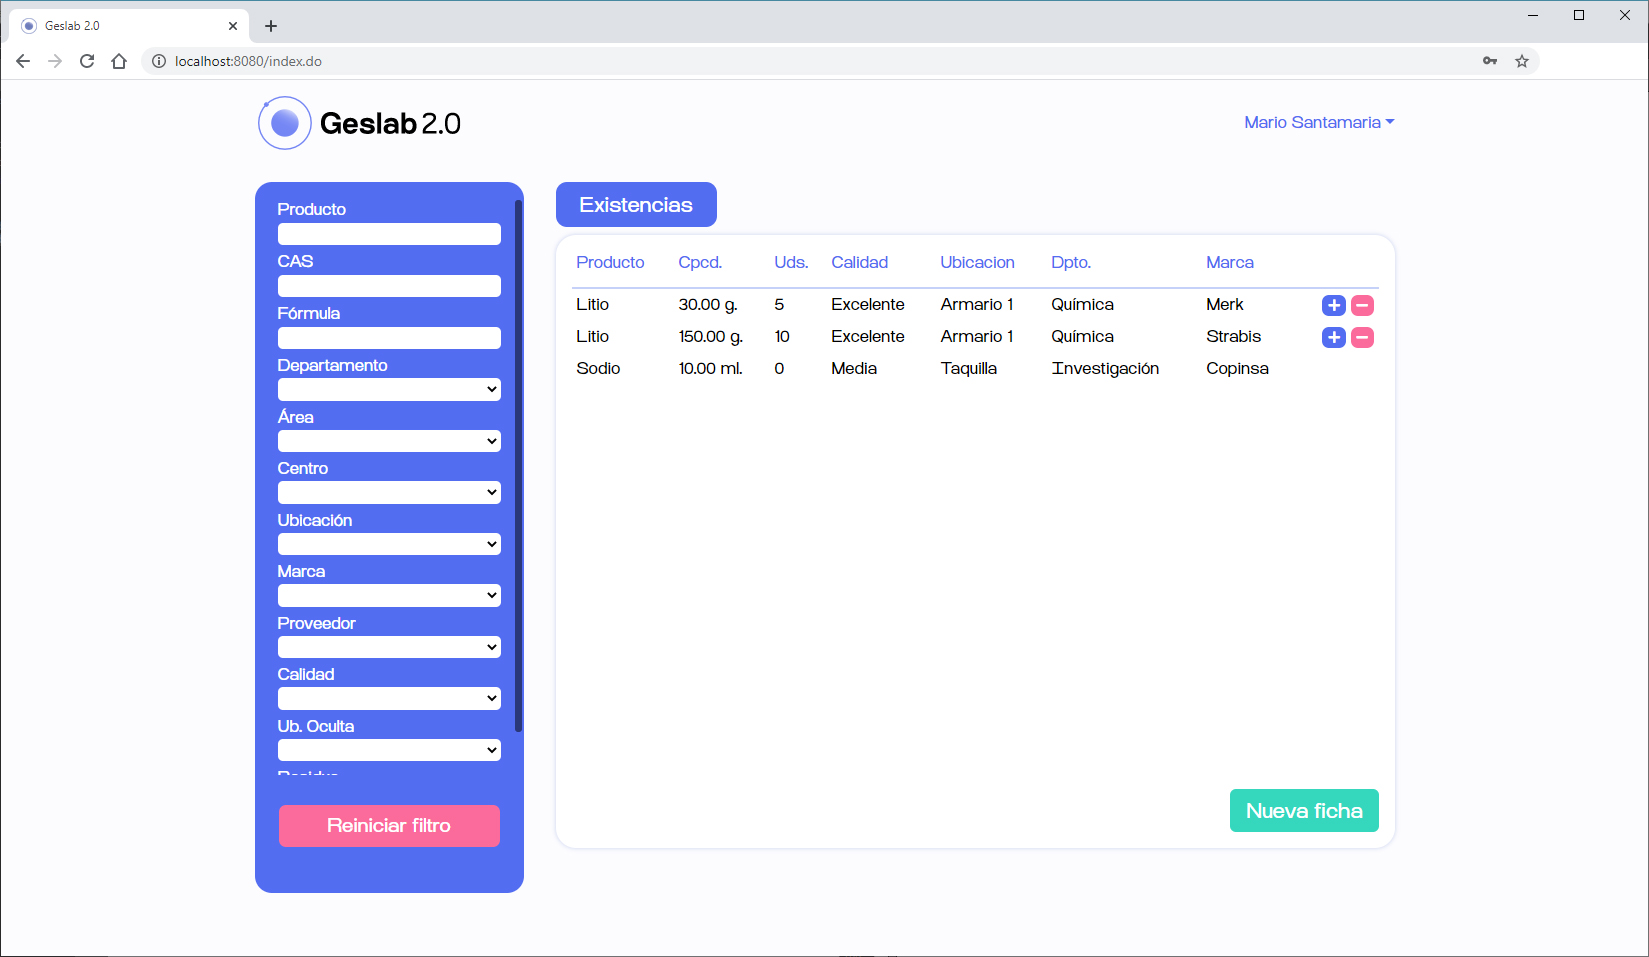 Geslab 2.0
localhost:8080/index.do
Geslab 2.0
Mario Santamaria
Producto
CAS
Fórmula
Departamento
Área
Centro
Ubicación
Marca
Proveedor
Calidad
Ub. Oculta
Reiniciar filtro
Existencias
Producto Cpcd. Uds. Calidad Ubicacion Dpto. Marca
Litio 30.00 g. 5 Excelente Armario 1 Química Merk
Litio 150.00 g. 10 Excelente Armario 1 Química Strabis
Sodio 10.00 ml. 0 Media Taquilla Investigación Copinsa
Nueva ficha